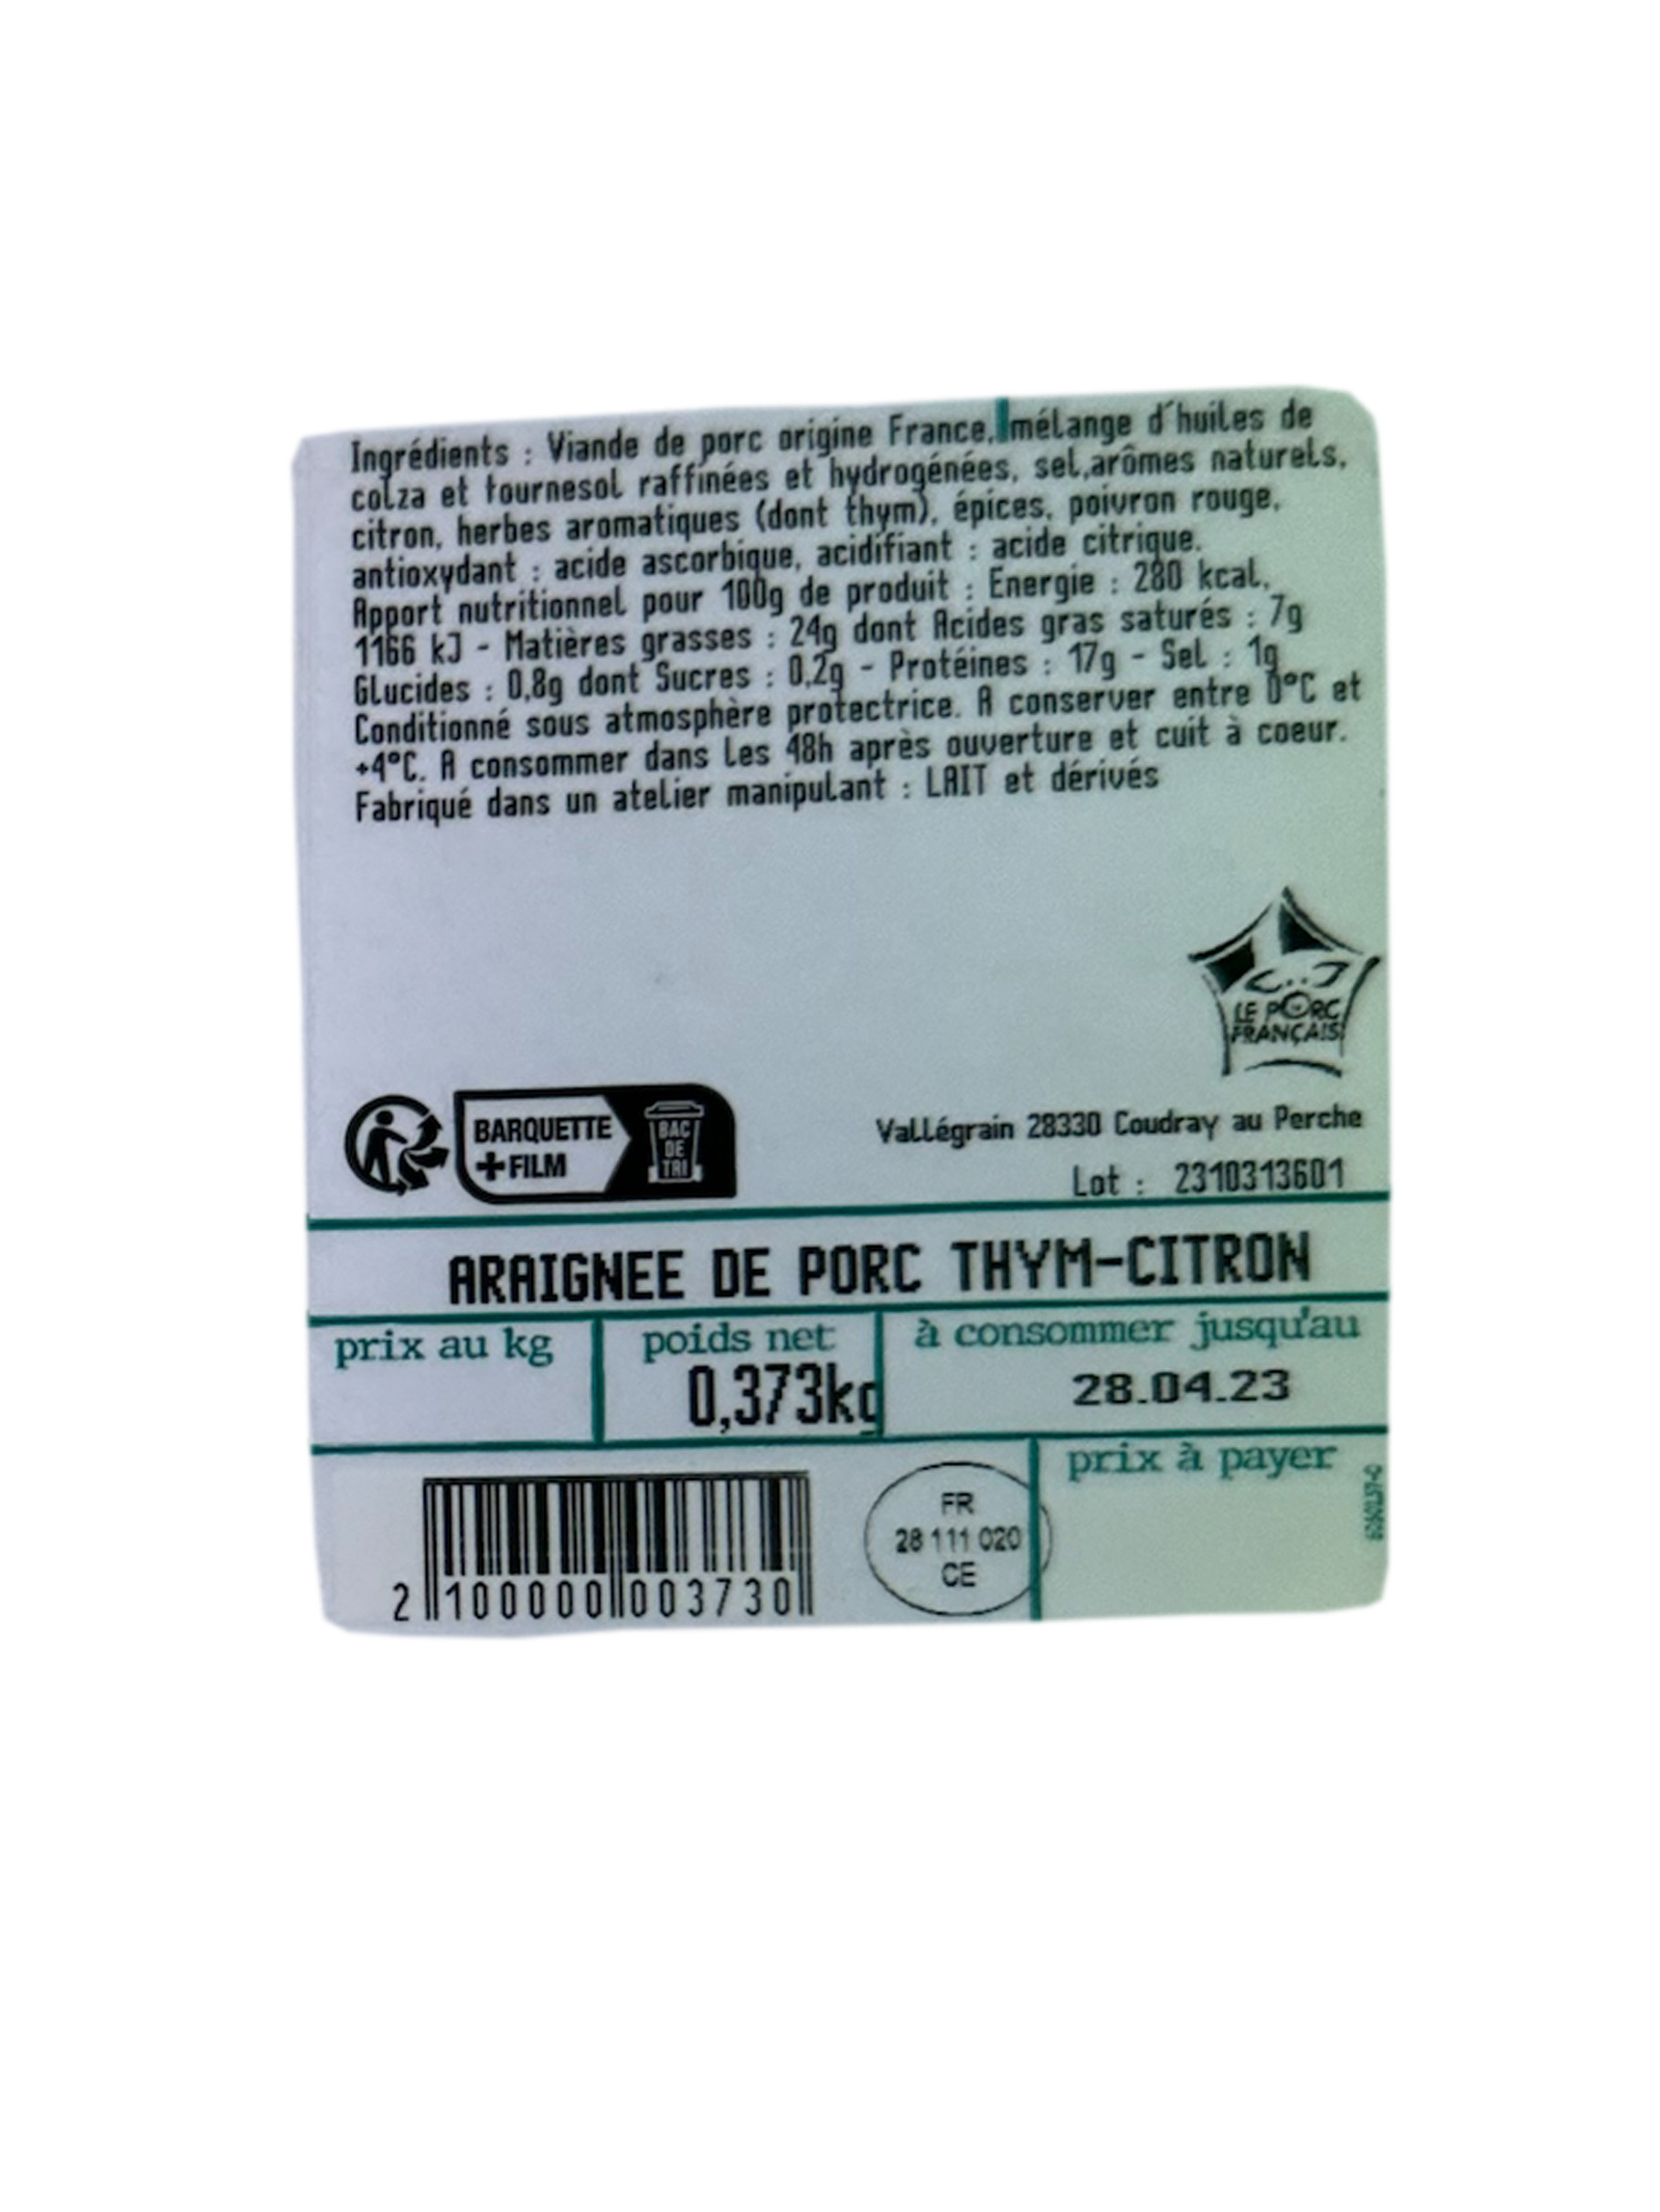 Ingrédients : Viande de porc origine France, mélange d'huiles de
colza et tournesol raffinées et hydrogénées, sel,arômes naturels,
citron, herbes aromatiques (dont thym), épices, poivron rouge,
antioxydant : acide ascorbique, acidifiant : acide citrique.
Apport nutritionnel pour 100g de produit : Energie : 280 kcal,
1166 kJ - Matières grasses : 24g dont Acides gras saturés : 7g
Glucides : 0,8g dont Sucres : 0,2g - Protéines : 17g - Sel : 1g
Conditionné sous atmosphère protectrice. A conserver entre 0°C et
+4°C. A consommer dans les 48h après ouverture et cuit à coeur.
Fabriqué dans un atelier manipulant : LAIT et dérivés
LE PORC
FRANÇAIS
BARQUETTE
+FILM
BAC
DE
TRI
Vallégrain 28330 Coudray au Perche
Lot : 2310313601
ARAIGNEE DE PORC THYM-CITRON
prix au kg
poids net
0,373kg
à consommer jusqu'au
28.04.23
prix à payer
2 100000 003730
FR
28 111 020
CE